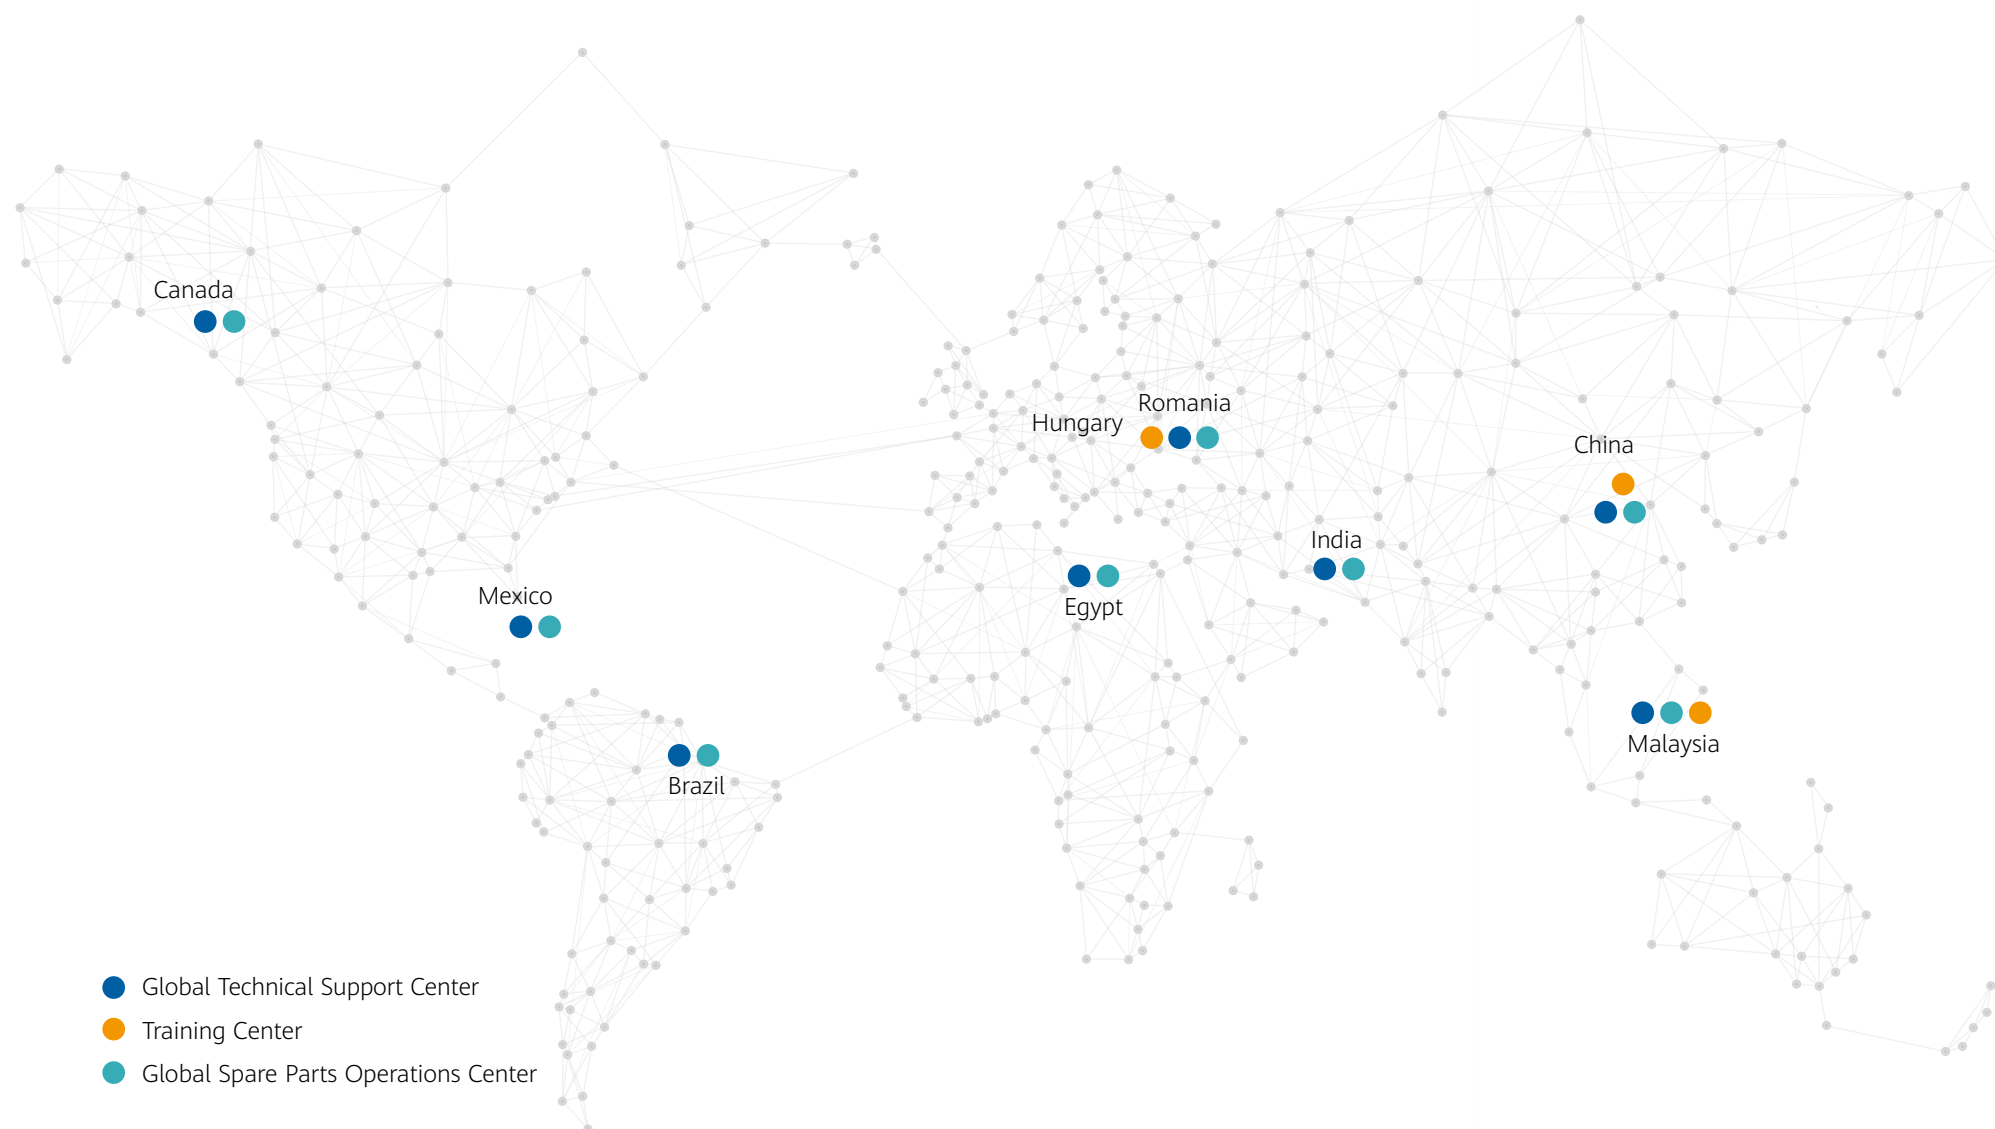 Canada
Romania
Hungary
China
India
Mexico
Egypt
Malaysia
Brazil
Global Technical Support Center
Training Center
Global Spare Parts Operations Center